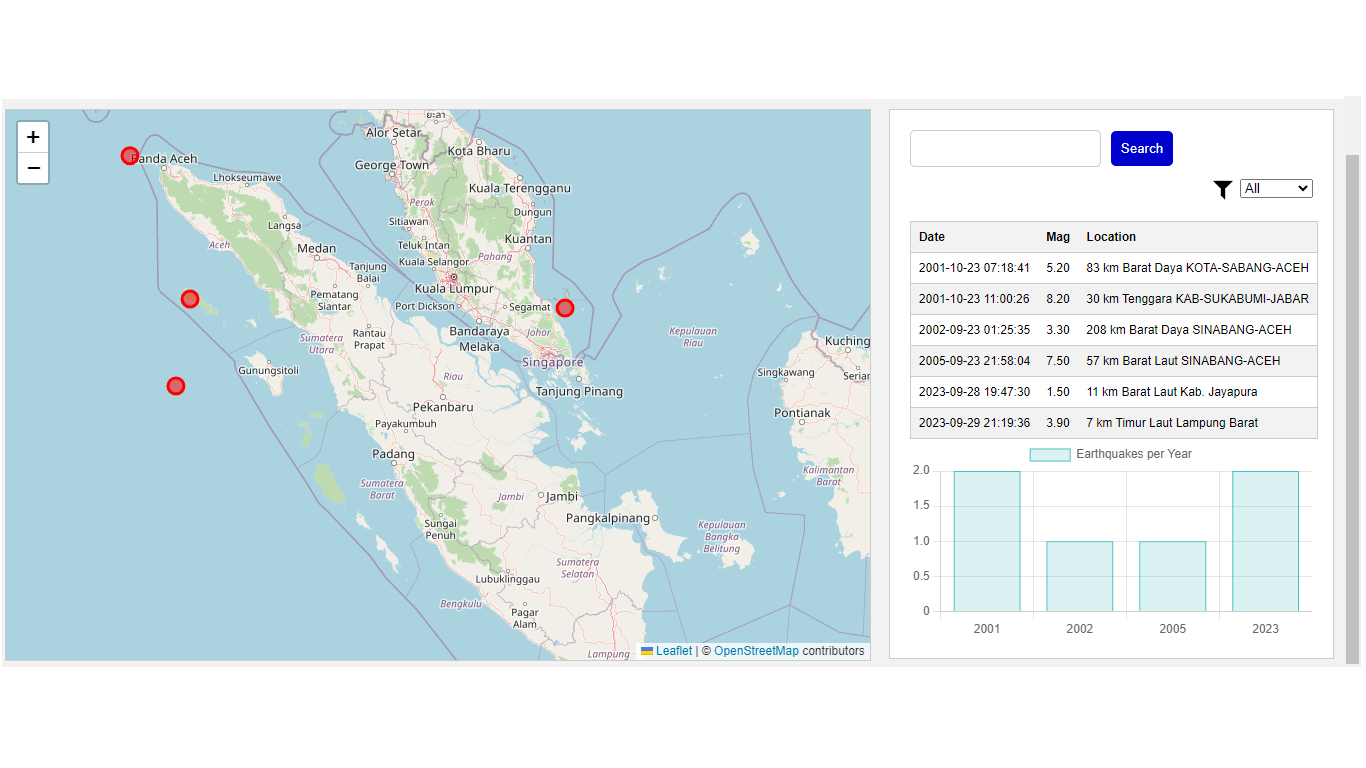 +
−
ยะลา
Alor Setar
Kota Bharu
Banda Aceh
George Town
Lhokseumawe
Kuala Terengganu
Perak
Dungun
Sitiawan
Langsa
Kuantan
Aceh
Teluk Intan
Medan
Pahang
Kuala Selangor
Tanjung
Balai
Kuala Lumpur
Pematang
Siantar
Port Dickson
Segamat
Bandaraya
Melaka
Johor
Kepulauan
Riau
Rantau
Prapat
Sumatera
Utara
Kuching
Singapore
Gunungsitoli
Singkawang
Serian
Riau
Tanjung Pinang
Pekanbaru
Pontianak
Payakumbuh
Padang
Kalimantan
Barat
Sumatera
Barat
Jambi
Jambi
Pangkalpinang
Sungai
Penuh
Kepulauan
Bangka
Belitung
Sumatera
Selatan
Lubuklinggau
Bengkulu
Pagar
Alam
Lampung
Leaflet | © OpenStreetMap contributors
Search
All
Date Mag Location
2001-10-23 07:18:41 5.20 83 km Barat Daya KOTA-SABANG-ACEH
2001-10-23 11:00:26 8.20 30 km Tenggara KAB-SUKABUMI-JABAR
2002-09-23 01:25:35 3.30 208 km Barat Daya SINABANG-ACEH
2005-09-23 21:58:04 7.50 57 km Barat Laut SINABANG-ACEH
2023-09-28 19:47:30 1.50 11 km Barat Laut Kab. Jayapura
2023-09-29 21:19:36 3.90 7 km Timur Laut Lampung Barat
Earthquakes per Year
2.0
1.5
1.0
0.5
0
2001 2002 2005 2023